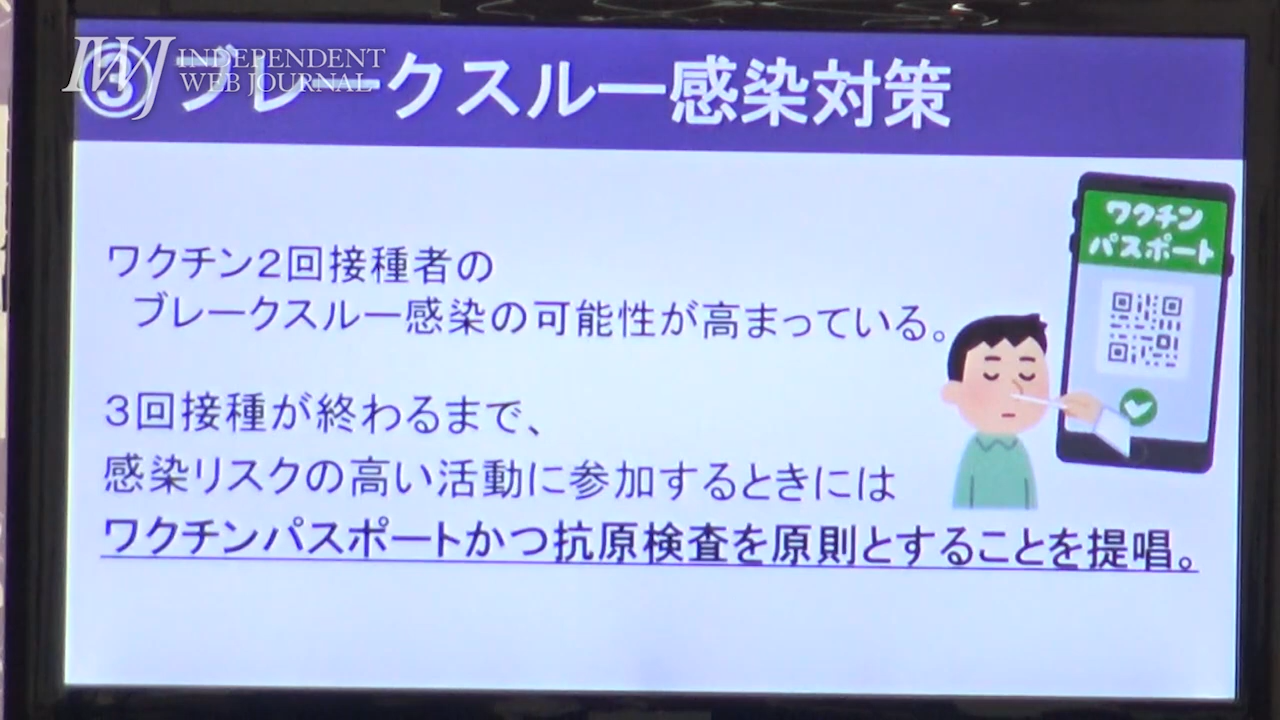 IWJ INDEPENDENT
WEB JOURNAL
③ ブレークスルー感染対策
ワクチン
パスポート
ワクチン2回接種者の
ブレークスルー感染の可能性が高まっている。
3回接種が終わるまで、
感染リスクの高い活動に参加するときには
ワクチンパスポートかつ抗原検査を原則とすることを提唱。